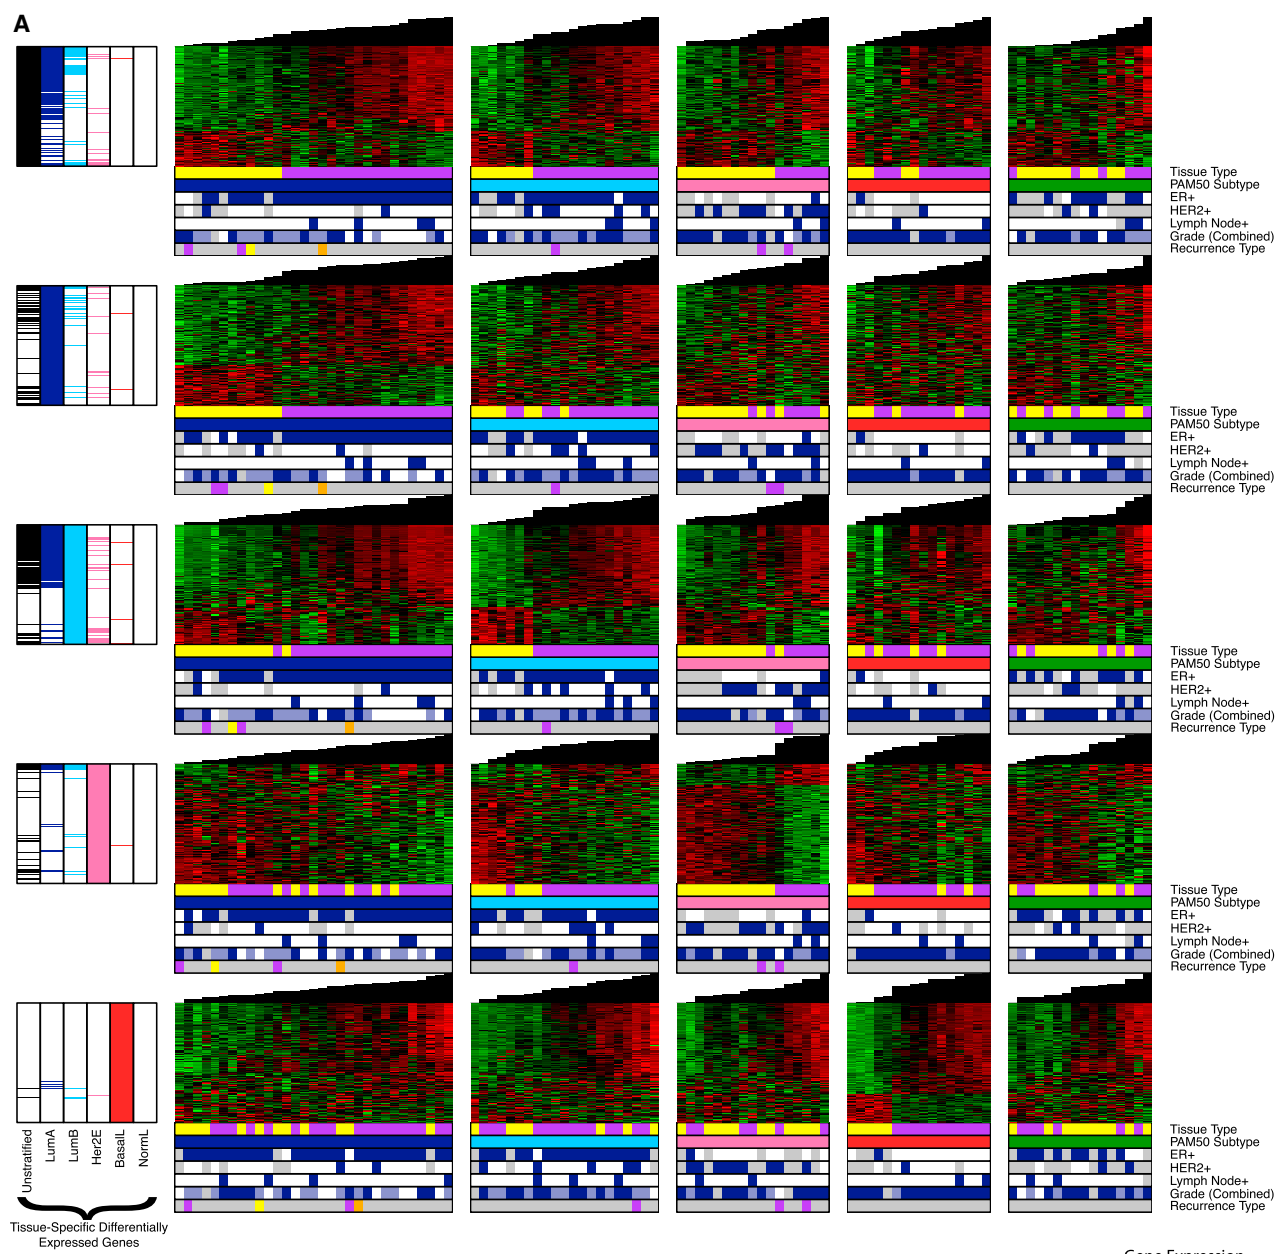 A
Tissue Type
PAM50 Subtype
ER+
HER2+
Lymph Node+
Grade (Combined)
Recurrence Type
Tissue Type
PAM50 Subtype
ER+
HER2+
Lymph Node+
Grade (Combined)
Recurrence Type
Tissue Type
PAM50 Subtype
ER+
HER2+
Lymph Node+
Grade (Combined)
Recurrence Type
Tissue Type
PAM50 Subtype
ER+
HER2+
Lymph Node+
Grade (Combined)
Recurrence Type
Tissue Type
PAM50 Subtype
ER+
HER2+
Lymph Node+
Grade (Combined)
Recurrence Type
Unstratified
LumA
LumB
Her2E
BasalL
NormL
Tissue-Specific Differentially
Expressed Genes
Gene Expression